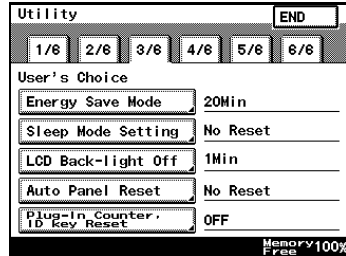 Utility END
1/6 2/6 3/6 4/6 5/6 6/6
User's Choice
Energy Save Mode 20Min
Sleep Mode Setting No Reset
LCD Back-light Off 1Min
Auto Panel Reset No Reset
Plug-In Counter,
ID key Reset OFF
Memory
Free 100%